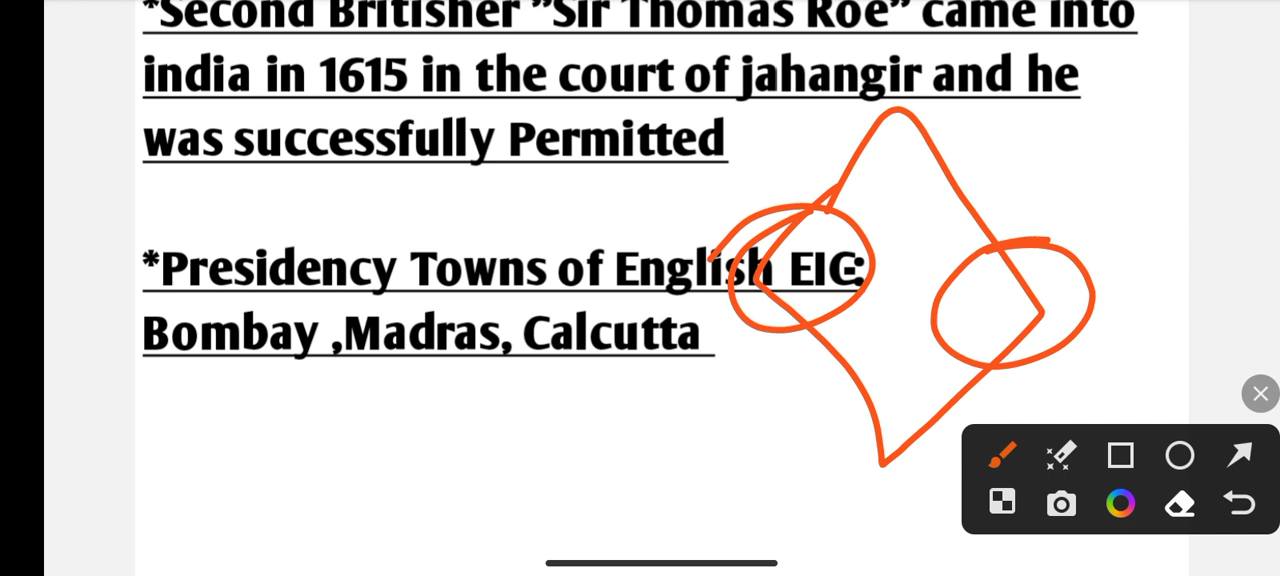 *Second Britisher "Sir Thomas Roe" came into
india in 1615 in the court of jahangir and he
was successfully Permitted
*Presidency Towns of English EIC:
Bombay ,Madras, Calcutta